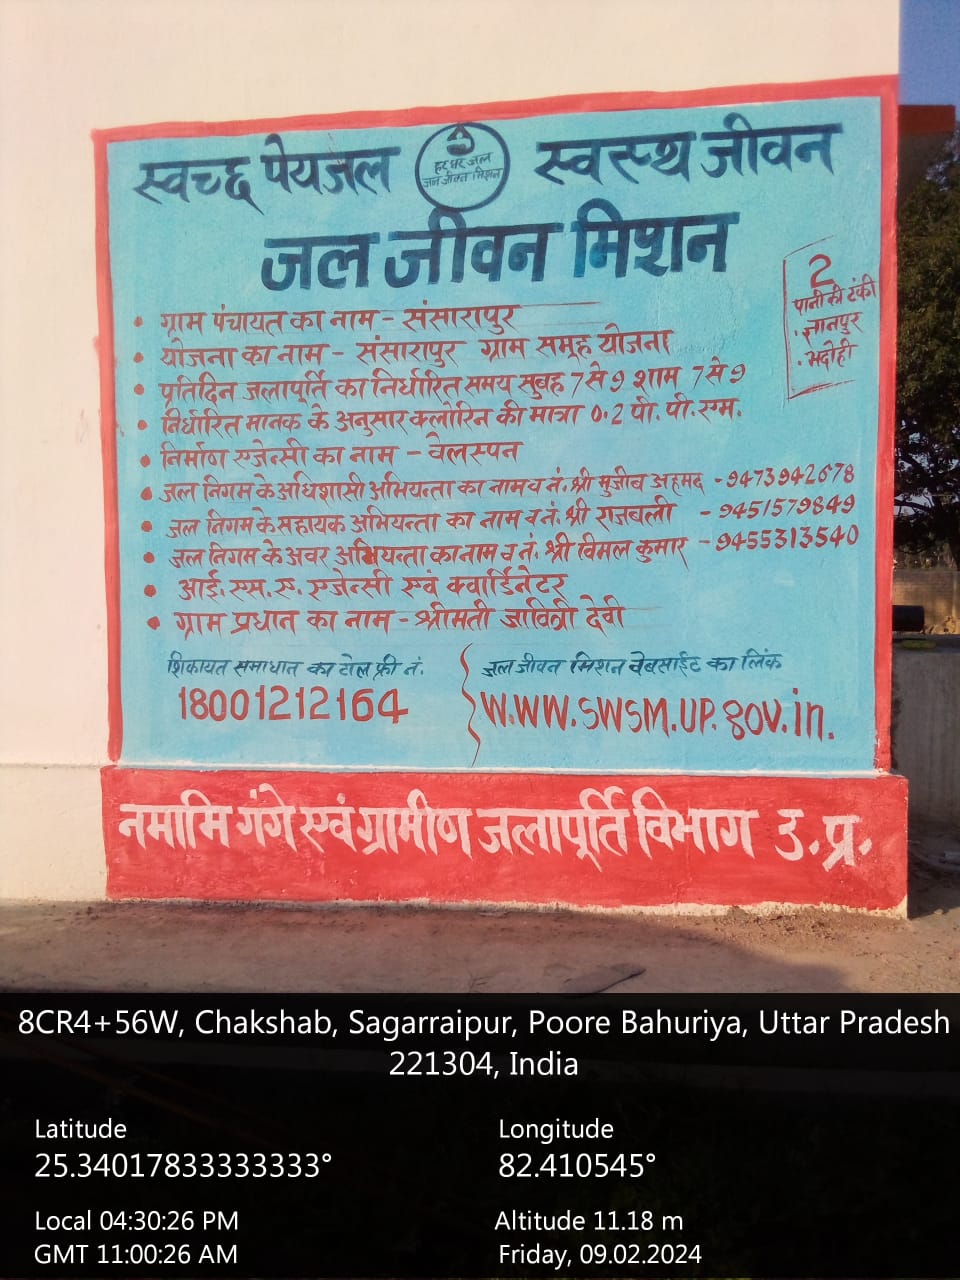 स्वच्छ पेयजल
हर घर जल
जल जीवन मिशन
स्वस्थ जीवन
जल जीवन मिशन
2
पानी की टंकी
ज्ञानपुर
भदोही
• ग्राम पंचायत का नाम - संसारापुर
• योजना का नाम - संसारापुर ग्राम समूह योजना
• प्रतिदिन जलापूर्ति का निर्धारित समय सुबह 7 से 9 शाम 7 से 9
• निर्धारित मानक के अनुसार क्लोरिन की मात्रा 0.2 पी. पी. एम.
• निर्माण एजेन्सी का नाम - वेलस्पन
• जल निगम के अधिशासी अभियन्ता का नाम व नं. श्री मुजीब अहमद - 9473942678
• जल निगम के सहायक अभियन्ता का नाम व नं. श्री राजबली - 9451579849
• जल निगम के अवर अभियन्ता का नाम व नं. श्री विमल कुमार - 9455313540
• आई. एस. ए. एजेन्सी एवं क्वार्डिनेटर
• ग्राम प्रधान का नाम - श्रीमती जावित्री देवी
शिकायत समाधान का टोल फ्री नं.
18001212164
जल जीवन मिशन वेबसाईट का लिंक
W.WW.SWSM.UP.gov.in.
नमामि गंगे एवं ग्रामीण जलापूर्ति विभाग उ.प्र.
8CR4+56W, Chakshab, Sagarraipur, Poore Bahuriya, Uttar Pradesh
221304, India
Latitude
25.34017833333333°
Longitude
82.410545°
Local 04:30:26 PM
GMT 11:00:26 AM
Altitude 11.18 m
Friday, 09.02.2024